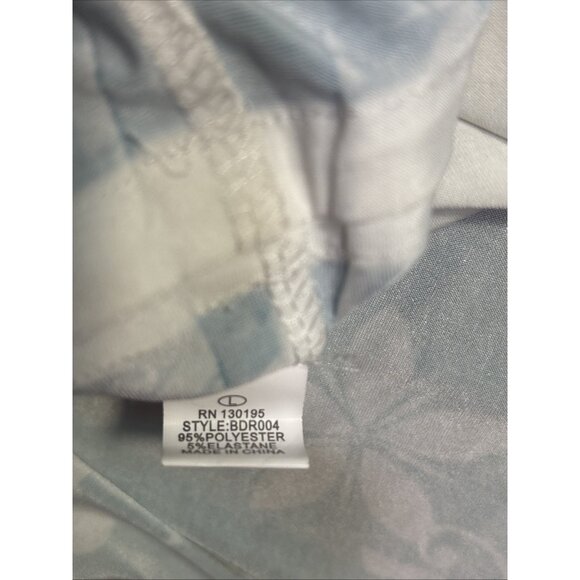 L
RN 130195
STYLE:BDR004
95%POLYESTER
5%ELASTANE
MADE IN CHINA